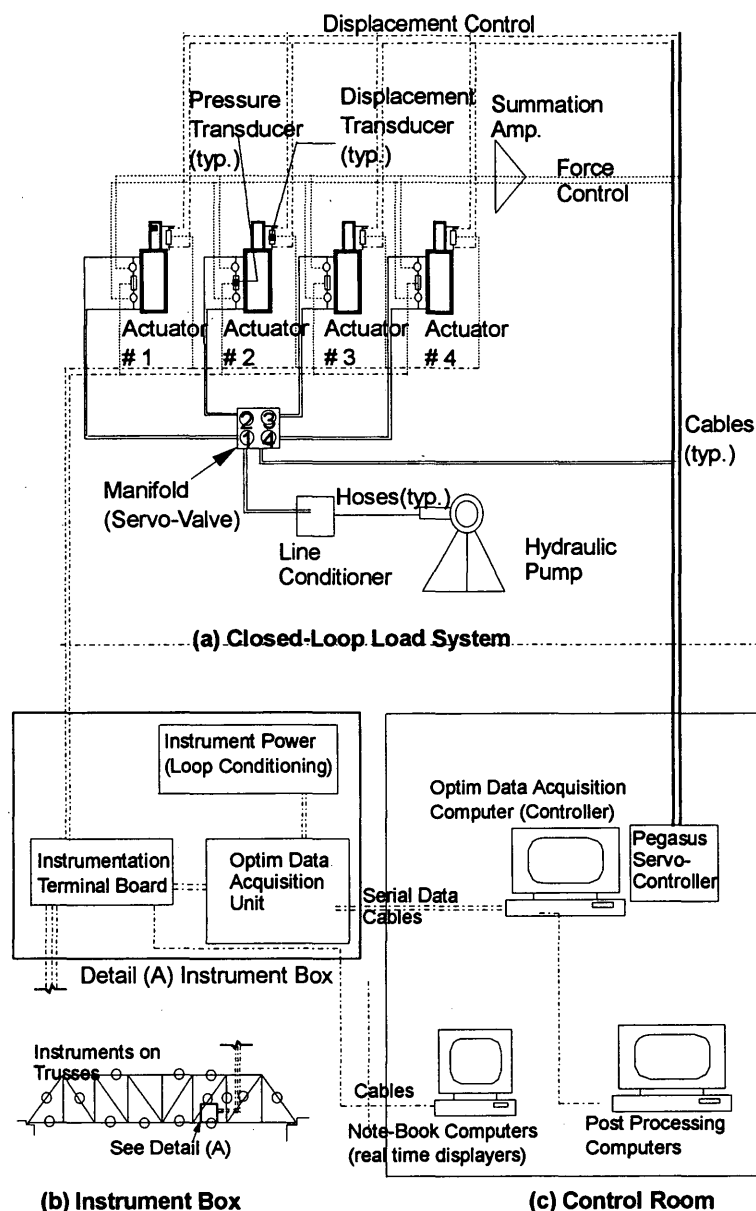 Displacement Control
Pressure
Transducer
(typ.)
Displacement
Transducer
(typ.)
Summation
Amp.
Force
Control
Actuator
# 1
Actuator
# 2
Actuator
# 3
Actuator
# 4
2 3
1 4
Cables
(typ.)
Manifold
(Servo-Valve)
Hoses(typ.)
Line
Conditioner
Hydraulic
Pump
(a) Closed-Loop Load System
Instrument Power
(Loop Conditioning)
Instrumentation
Terminal Board
Optim Data
Acquisition
Unit
Optim Data Acquisition
Computer (Controller)
Pegasus
Servo-
Controller
Serial Data
Cables
Detail (A) Instrument Box
Instruments on
Trusses
See Detail (A)
Cables
Note-Book Computers
(real time displayers)
Post Processing
Computers
(b) Instrument Box
(c) Control Room